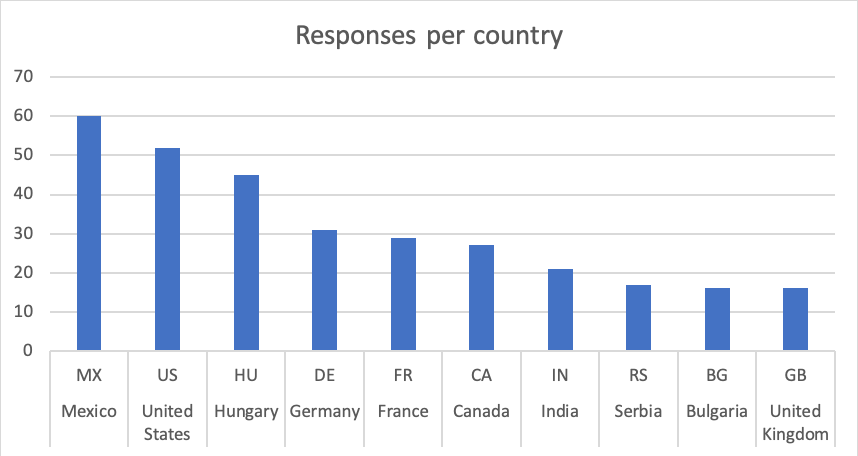 Responses per country
70
60
50
40
30
20
10
0
MX US HU DE FR CA IN RS BG GB
Mexico United Hungary Germany France Canada India Serbia Bulgaria United
States Kingdom